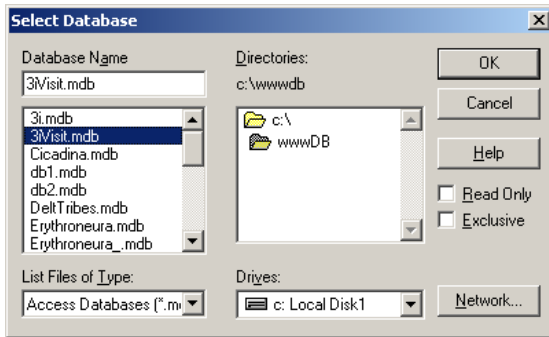 Select Database
Database Name
3iVisit.mdb
3i.mdb
3iVisit.mdb
Cicadina.mdb
db1.mdb
db2.mdb
DeltTribes.mdb
Erythroneura.mdb
Erythroneura_.mdb
List Files of Type:
Access Databases (*.m
Directories:
c:\wwwdb
c:\
wwwDB
Drives:
c: Local Disk1
OK
Cancel
Help
Read Only
Exclusive
Network...